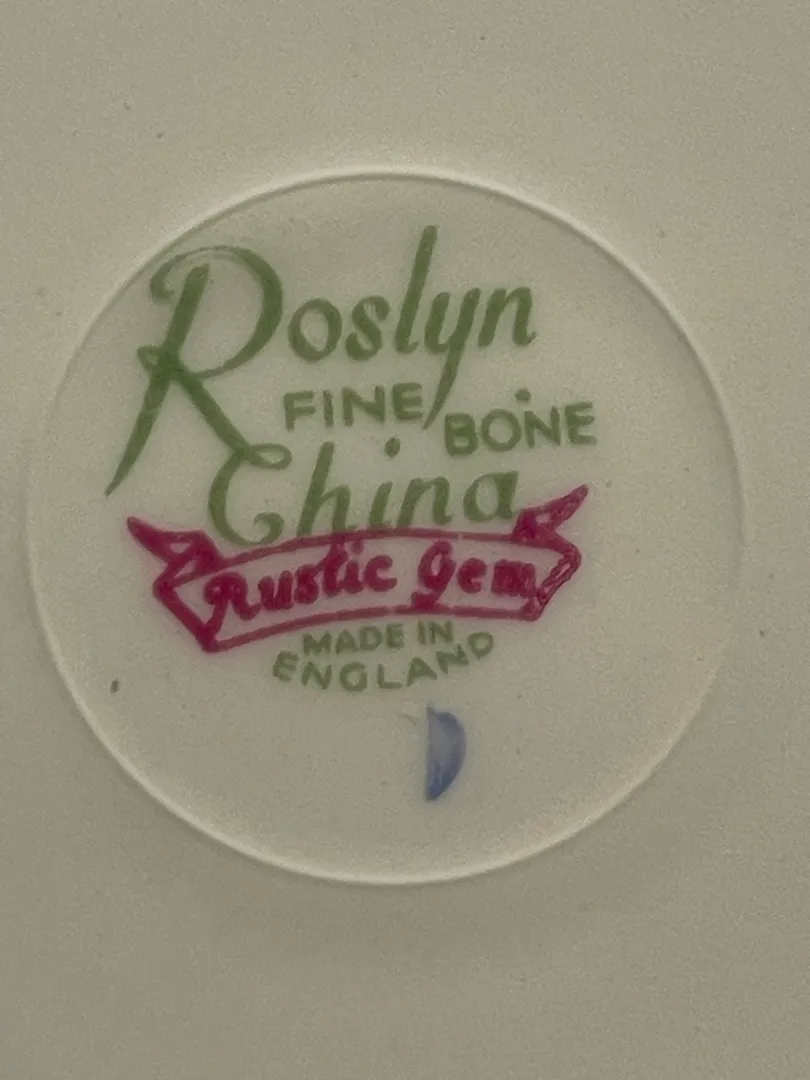 Roslyn
FINE BONE
China
Rustic Gem
MADE IN
ENGLAND